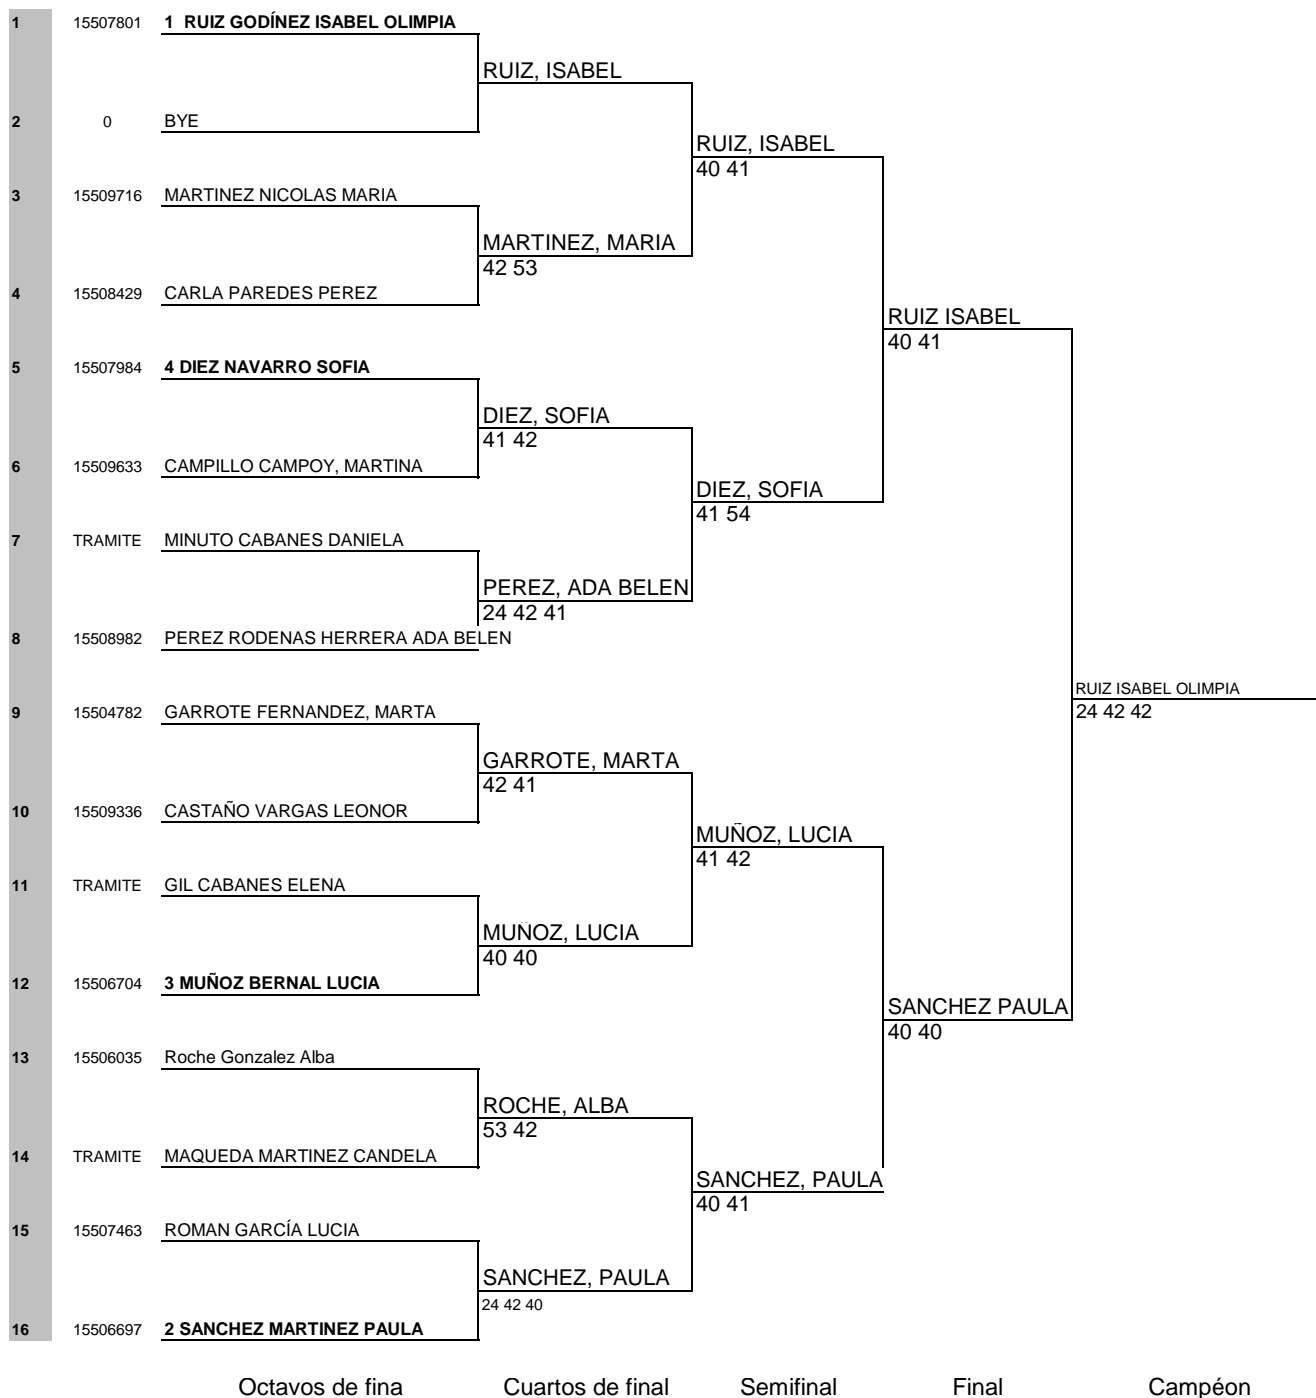 1 15507801 1 RUIZ GODÍNEZ ISABEL OLIMPIA
RUIZ, ISABEL
2 0 BYE
RUIZ, ISABEL
40 41
3 15509716 MARTINEZ NICOLAS MARIA
MARTINEZ, MARIA
42 53
4 15508429 CARLA PAREDES PEREZ
RUIZ ISABEL
40 41
5 15507984 4 DIEZ NAVARRO SOFIA
DIEZ, SOFIA
41 42
6 15509633 CAMPILLO CAMPOY, MARTINA
DIEZ, SOFIA
41 54
7 TRAMITE MINUTO CABANES DANIELA
PEREZ, ADA BELEN
24 42 41
8 15508982 PEREZ RODENAS HERRERA ADA BELEN
RUIZ ISABEL OLIMPIA
24 42 42
9 15504782 GARROTE FERNANDEZ, MARTA
GARROTE, MARTA
42 41
10 15509336 CASTAÑO VARGAS LEONOR
MUÑOZ, LUCIA
41 42
11 TRAMITE GIL CABANES ELENA
MUÑOZ, LUCIA
40 40
12 15506704 3 MUÑOZ BERNAL LUCIA
SANCHEZ PAULA
40 40
13 15506035 Roche Gonzalez Alba
ROCHE, ALBA
53 42
14 TRAMITE MAQUEDA MARTINEZ CANDELA
SANCHEZ, PAULA
40 41
15 15507463 ROMAN GARCÍA LUCIA
SANCHEZ, PAULA
24 42 40
16 15506697 2 SANCHEZ MARTINEZ PAULA
Octavos de fina Cuartos de final Semifinal Final Campéon